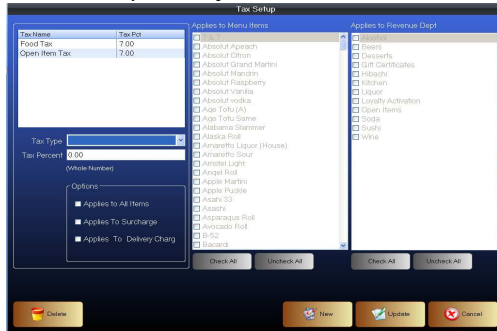 Tax Setup
Tax Name Tax Pct
Food Tax 7.00
Open Item Tax 7.00
Tax Type
Tax Percent 0.00
(Whole Number)
Options
Applies to All Items
Applies To Surcharge
Applies To Delivery Charg
Applies to Menu Items
7 & 7
Absolut Apeach
Absolut Citron
Absolut Grand Martini
Absolut Mandrin
Absolut Raspberry
Absolut Vanilia
Absolut vodka
Age Tofu (A)
Age Tofu Same
Alabama Slammer
Alaska Roll
Amaretto Liquor (House)
Amaretto Sour
Amstel Light
Angel Roll
Apple Martini
Apple Puckle
Asahi 33
Asashi
Asparagus Roll
Avocado Roll
B-52
Bacardi
Check All Uncheck All
Applies to Revenue Dept
Alcohol
Beers
Desserts
Gift Certificates
Hibachi
Kitchen
Liquor
Loyalty Activation
Open Items
Soda
Sushi
Wine
Check All Uncheck All
Delete New Update Cancel